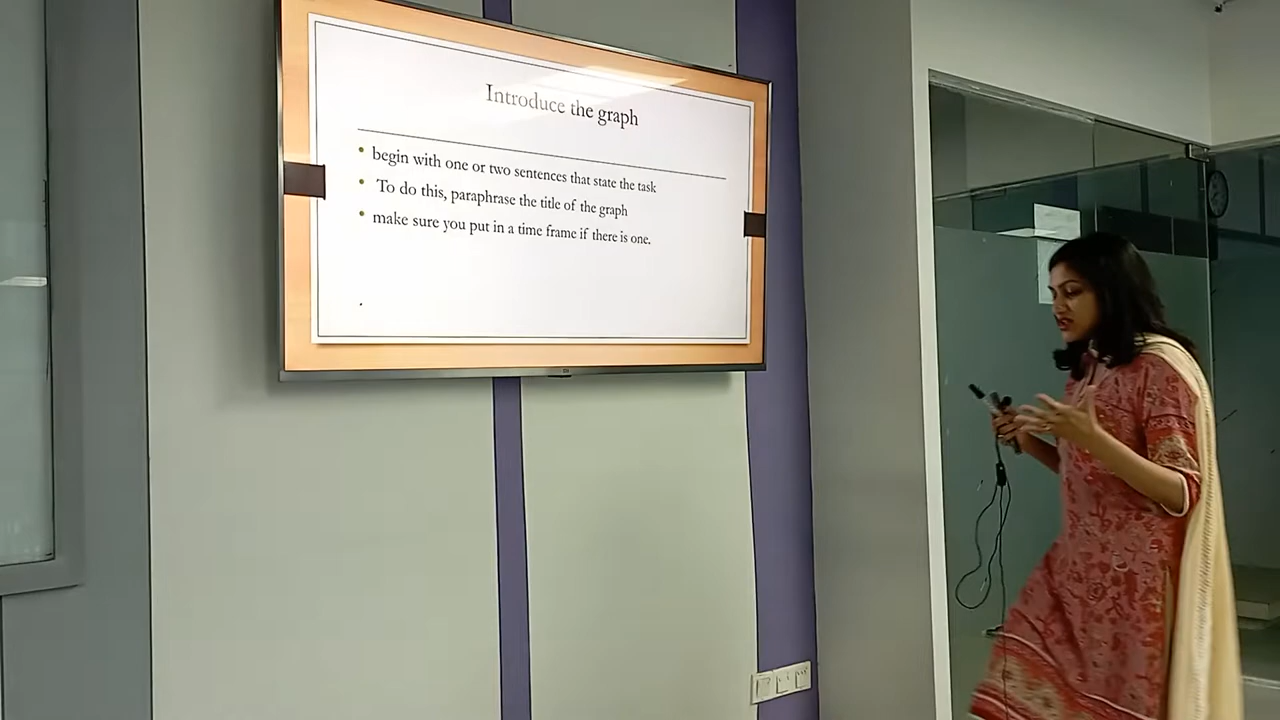 Introduce the graph
begin with one or two sentences that state the task
To do this, paraphrase the title of the graph
make sure you put in a time frame if there is one.